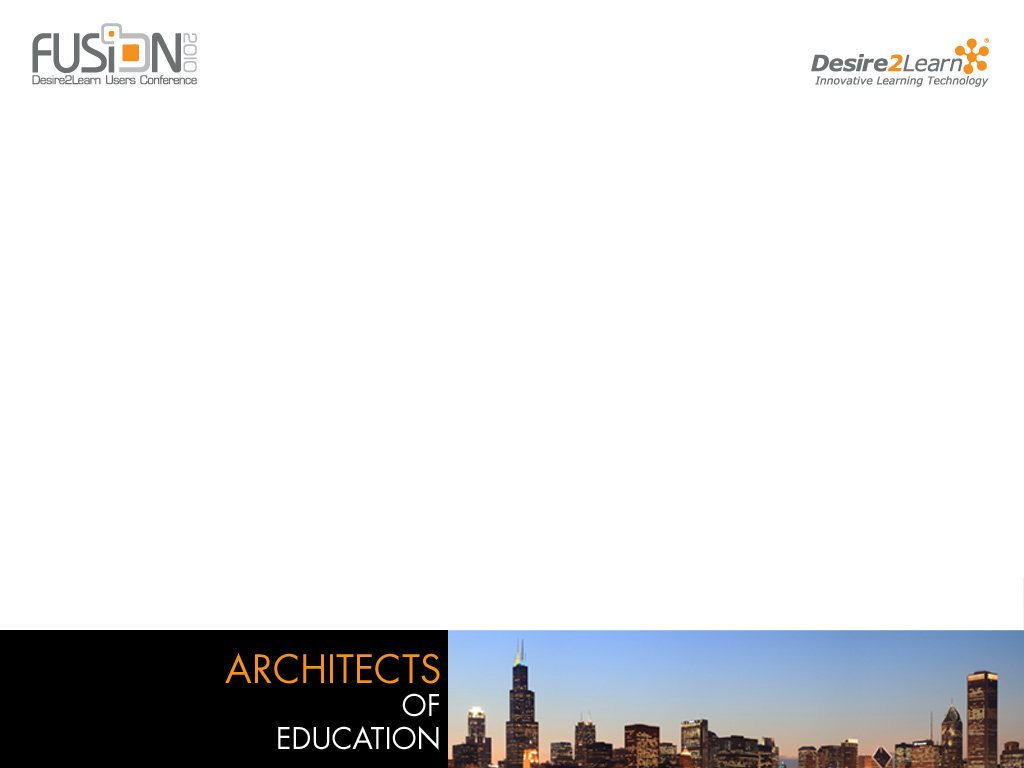 FUSiON 2010
Desire2Learn Users Conference
Desire2Learn®
Innovative Learning Technology
ARCHITECTS
OF
EDUCATION